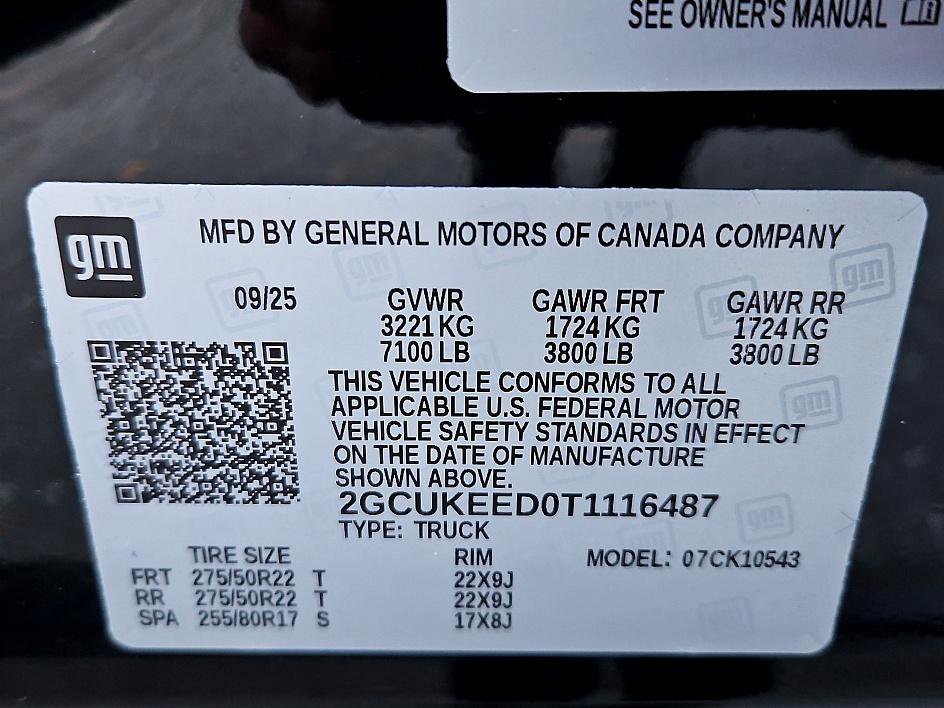 SEE OWNER'S MANUAL
gm
MFD BY GENERAL MOTORS OF CANADA COMPANY
09/25 GVWR GAWR FRT GAWR RR
3221 KG 1724 KG 1724 KG
7100 LB 3800 LB 3800 LB
THIS VEHICLE CONFORMS TO ALL
APPLICABLE U.S. FEDERAL MOTOR
VEHICLE SAFETY STANDARDS IN EFFECT
ON THE DATE OF MANUFACTURE
SHOWN ABOVE.
2GCUKEED0T1116487
TYPE: TRUCK
TIRE SIZE RIM MODEL: 07CK10543
FRT 275/50R22 T 22X9J
RR 275/50R22 T 22X9J
SPA 255/80R17 S 17X8J